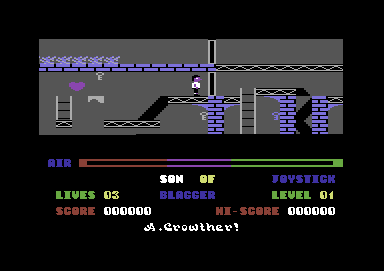 AIR
SON OF JOYSTICK
LIVES 03 BLAGGER LEVEL 01
SCORE 000000 HI-SCORE 000000
A.Crowther!